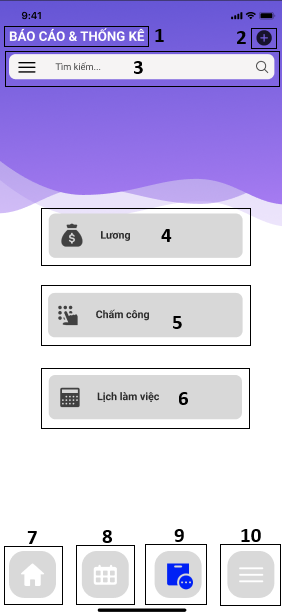 9:41
BÁO CÁO & THỐNG KÊ 1
2
Tìm kiếm... 3
Lương 4
Chấm công 5
Lịch làm việc 6
7 8 9 10